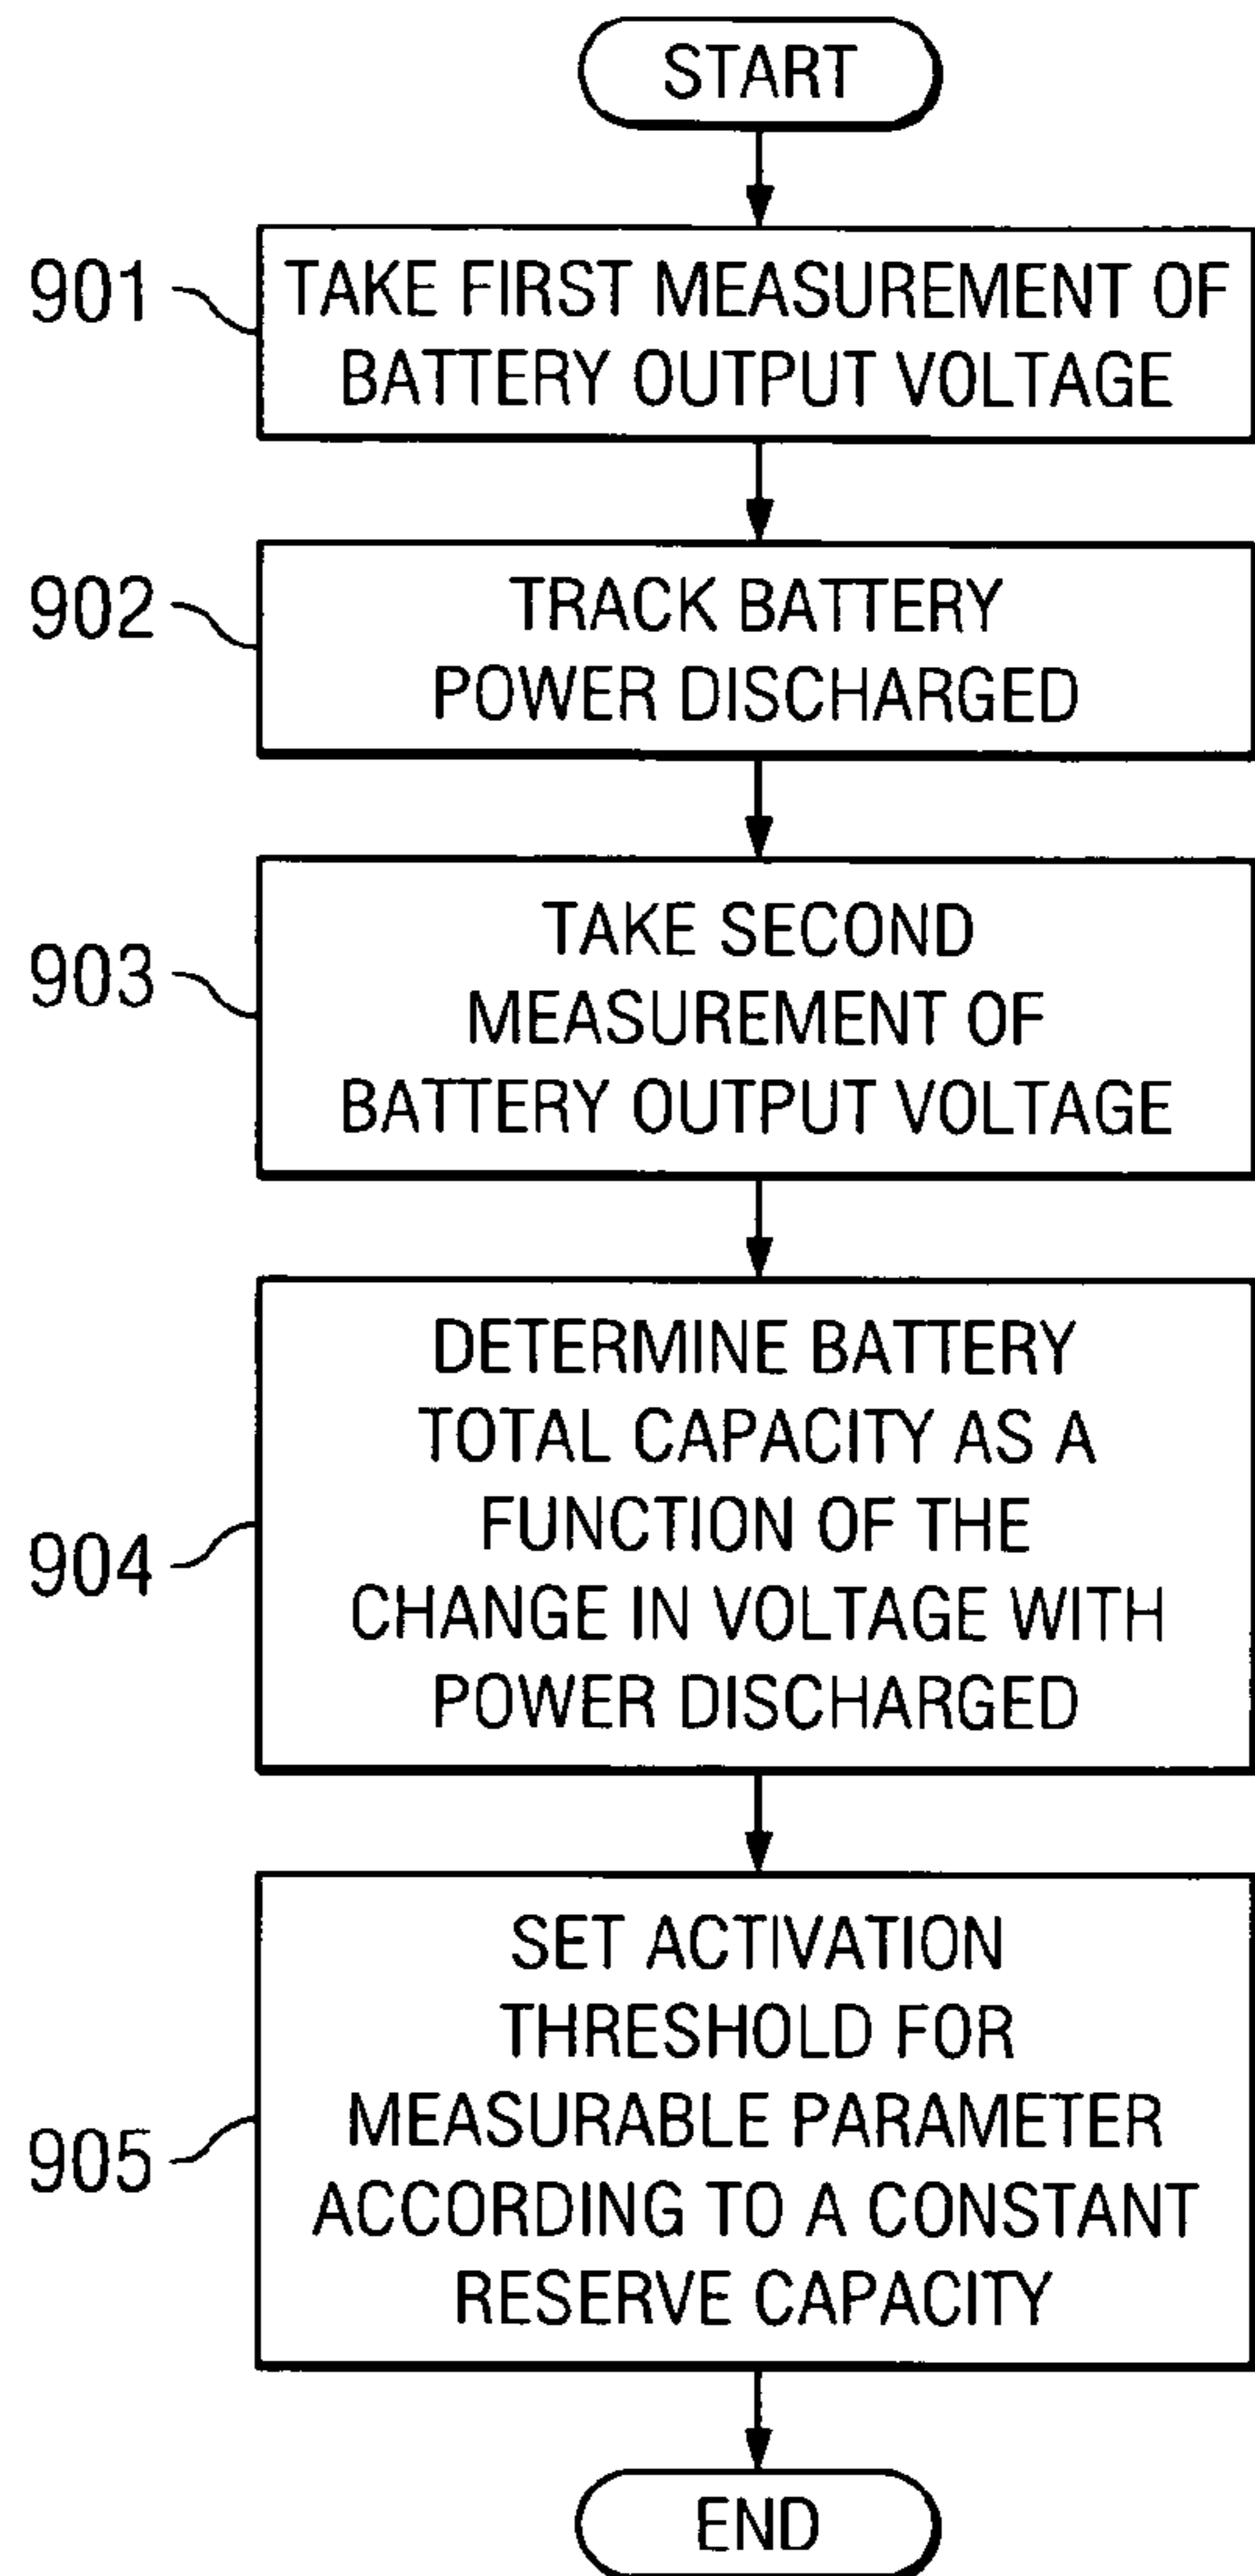 START
901
TAKE FIRST MEASUREMENT OF
BATTERY OUTPUT VOLTAGE
902
TRACK BATTERY
POWER DISCHARGED
903
TAKE SECOND
MEASUREMENT OF
BATTERY OUTPUT VOLTAGE
904
DETERMINE BATTERY
TOTAL CAPACITY AS A
FUNCTION OF THE
CHANGE IN VOLTAGE WITH
POWER DISCHARGED
905
SET ACTIVATION
THRESHOLD FOR
MEASURABLE PARAMETER
ACCORDING TO A CONSTANT
RESERVE CAPACITY
END